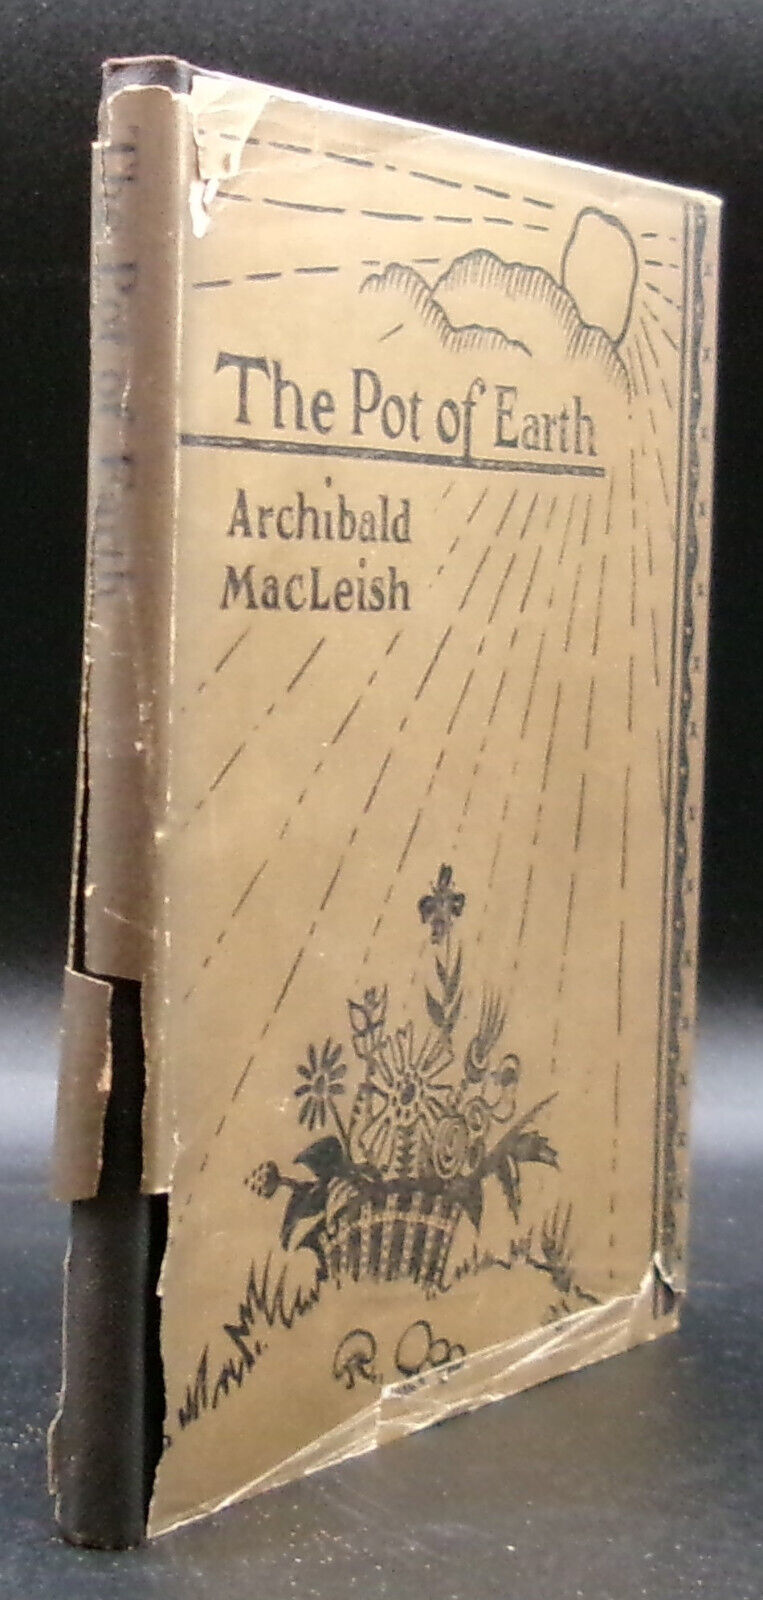 The Pot of Earth
The Pot of Earth
Archibald
MacLeish